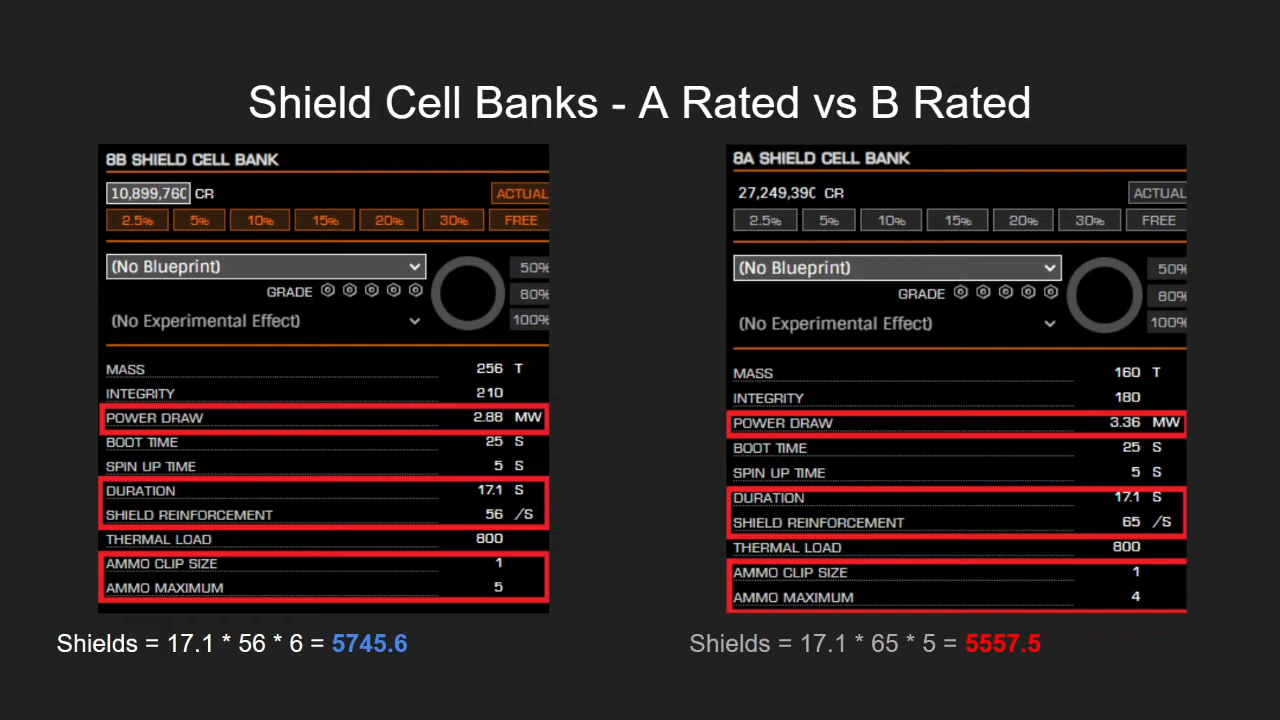 Shield Cell Banks - A Rated vs B Rated
8B SHIELD CELL BANK
10,899,760 CR ACTUAL
2.5% 5% 10% 15% 20% 30% FREE
(No Blueprint) 50%
GRADE 80%
(No Experimental Effect) 100%
MASS 256 T
INTEGRITY 210
POWER DRAW 2.88 MW
BOOT TIME 25 S
SPIN UP TIME 5 S
DURATION 17.1 S
SHIELD REINFORCEMENT 56 /S
THERMAL LOAD 800
AMMO CLIP SIZE 1
AMMO MAXIMUM 5
Shields = 17.1 * 56 * 6 = 5745.6
8A SHIELD CELL BANK
27,249,390 CR ACTUAL
2.5% 5% 10% 15% 20% 30% FREE
(No Blueprint) 50%
GRADE 80%
(No Experimental Effect) 100%
MASS 160 T
INTEGRITY 180
POWER DRAW 3.36 MW
BOOT TIME 25 S
SPIN UP TIME 5 S
DURATION 17.1 S
SHIELD REINFORCEMENT 65 /S
THERMAL LOAD 800
AMMO CLIP SIZE 1
AMMO MAXIMUM 4
Shields = 17.1 * 65 * 5 = 5557.5